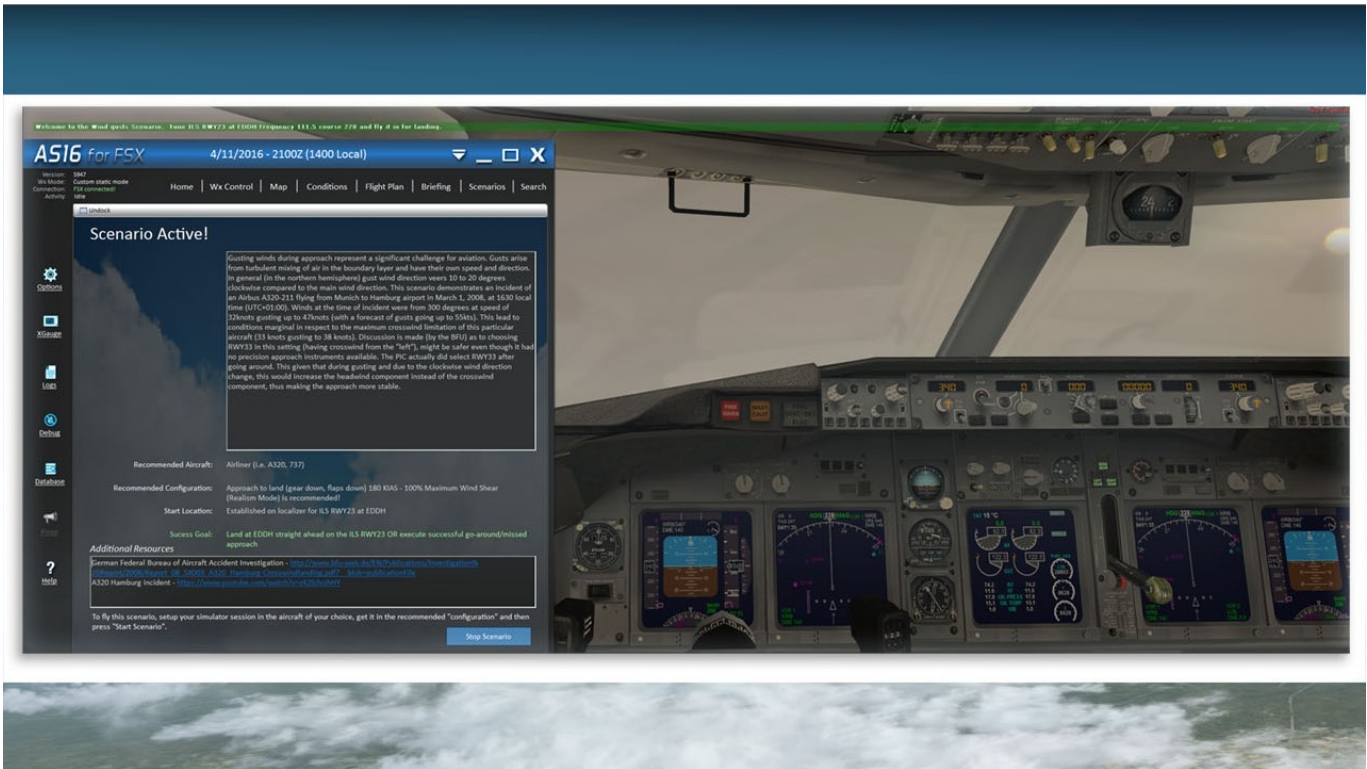 Welcome to the Wind gusts Scenario. Tune ILS RWY23 at EDDH frequency 111.5 course 228 and fly it in for landing.
AS16 for FSX
4/11/2016 - 2100Z (1400 Local)
X
Version: 5947
Wx Mode: Custom static mode
Connection: FSX connected!
Activity: Idle
Home | Wx Control | Map | Conditions | Flight Plan | Briefing | Scenarios | Search
Undock
Scenario Active!
Gusting winds during approach represent a significant challenge for aviation. Gusts arise
from turbulent mixing of air in the boundary layer and have their own speed and direction.
In general (in the northern hemisphere) gust wind direction veers 10 to 20 degrees
clockwise compared to the main wind direction. This scenario demonstrates an incident of
an Airbus A320-211 flying from Munich to Hamburg airport in March 1, 2008, at 1630 local
time (UTC+01:00). Winds at the time of incident were from 300 degrees at speed of
32knots gusting up to 47knots (with a forecast of gusts going up to 55kts). This lead to
conditions marginal in respect to the maximum crosswind limitation of this particular
aircraft (33 knots gusting to 38 knots). Discussion is made (by the BFU) as to choosing
RWY33 in this setting (having crosswind from the "left"), might be safer even though it had
no precision approach instruments available. The PIC actually did select RWY33 after
going around. This given that during gusting and due to the clockwise wind direction
change, this would increase the headwind component instead of the crosswind
component, thus making the approach more stable.
Options
XGauge
Logs
Debug
Database
Help
Recommended Aircraft: Airliner (i.e. A320, 737)
Recommended Configuration: Approach to land (gear down, flaps down) 180 KIAS - 100% Maximum Wind Shear
(Realism Mode) is recommended!
Start Location: Established on localizer for ILS RWY23 at EDDH
Sucess Goal: Land at EDDH straight ahead on the ILS RWY23 OR execute successful go-around/missed
approach
Additional Resources
German Federal Bureau of Aircraft Accident Investigation -
A320 Hamburg Incident -
To fly this scenario, setup your simulator session in the aircraft of your choice, get it in the recommended "configuration" and then
press "Start Scenario".
Stop Scenario
24
340
0
000
00000
0
340